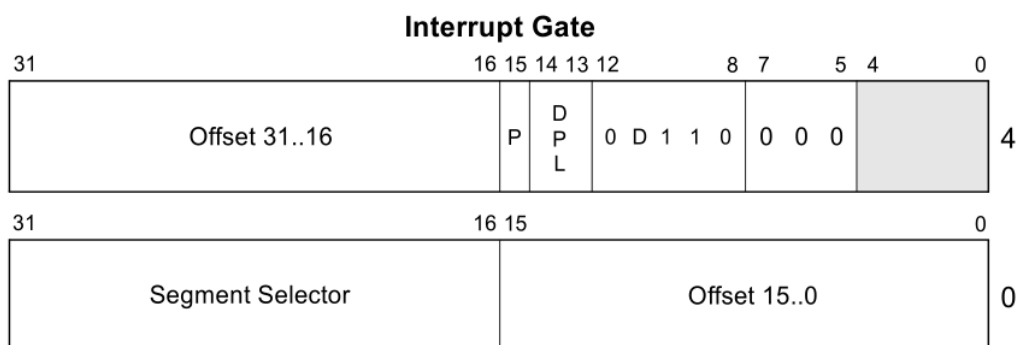 Interrupt Gate
31 16 15 14 13 12 8 7 5 4 0
Offset 31..16 P DPL 0 D 1 1 0 0 0 0 4
31 16 15 0
Segment Selector Offset 15..0 0